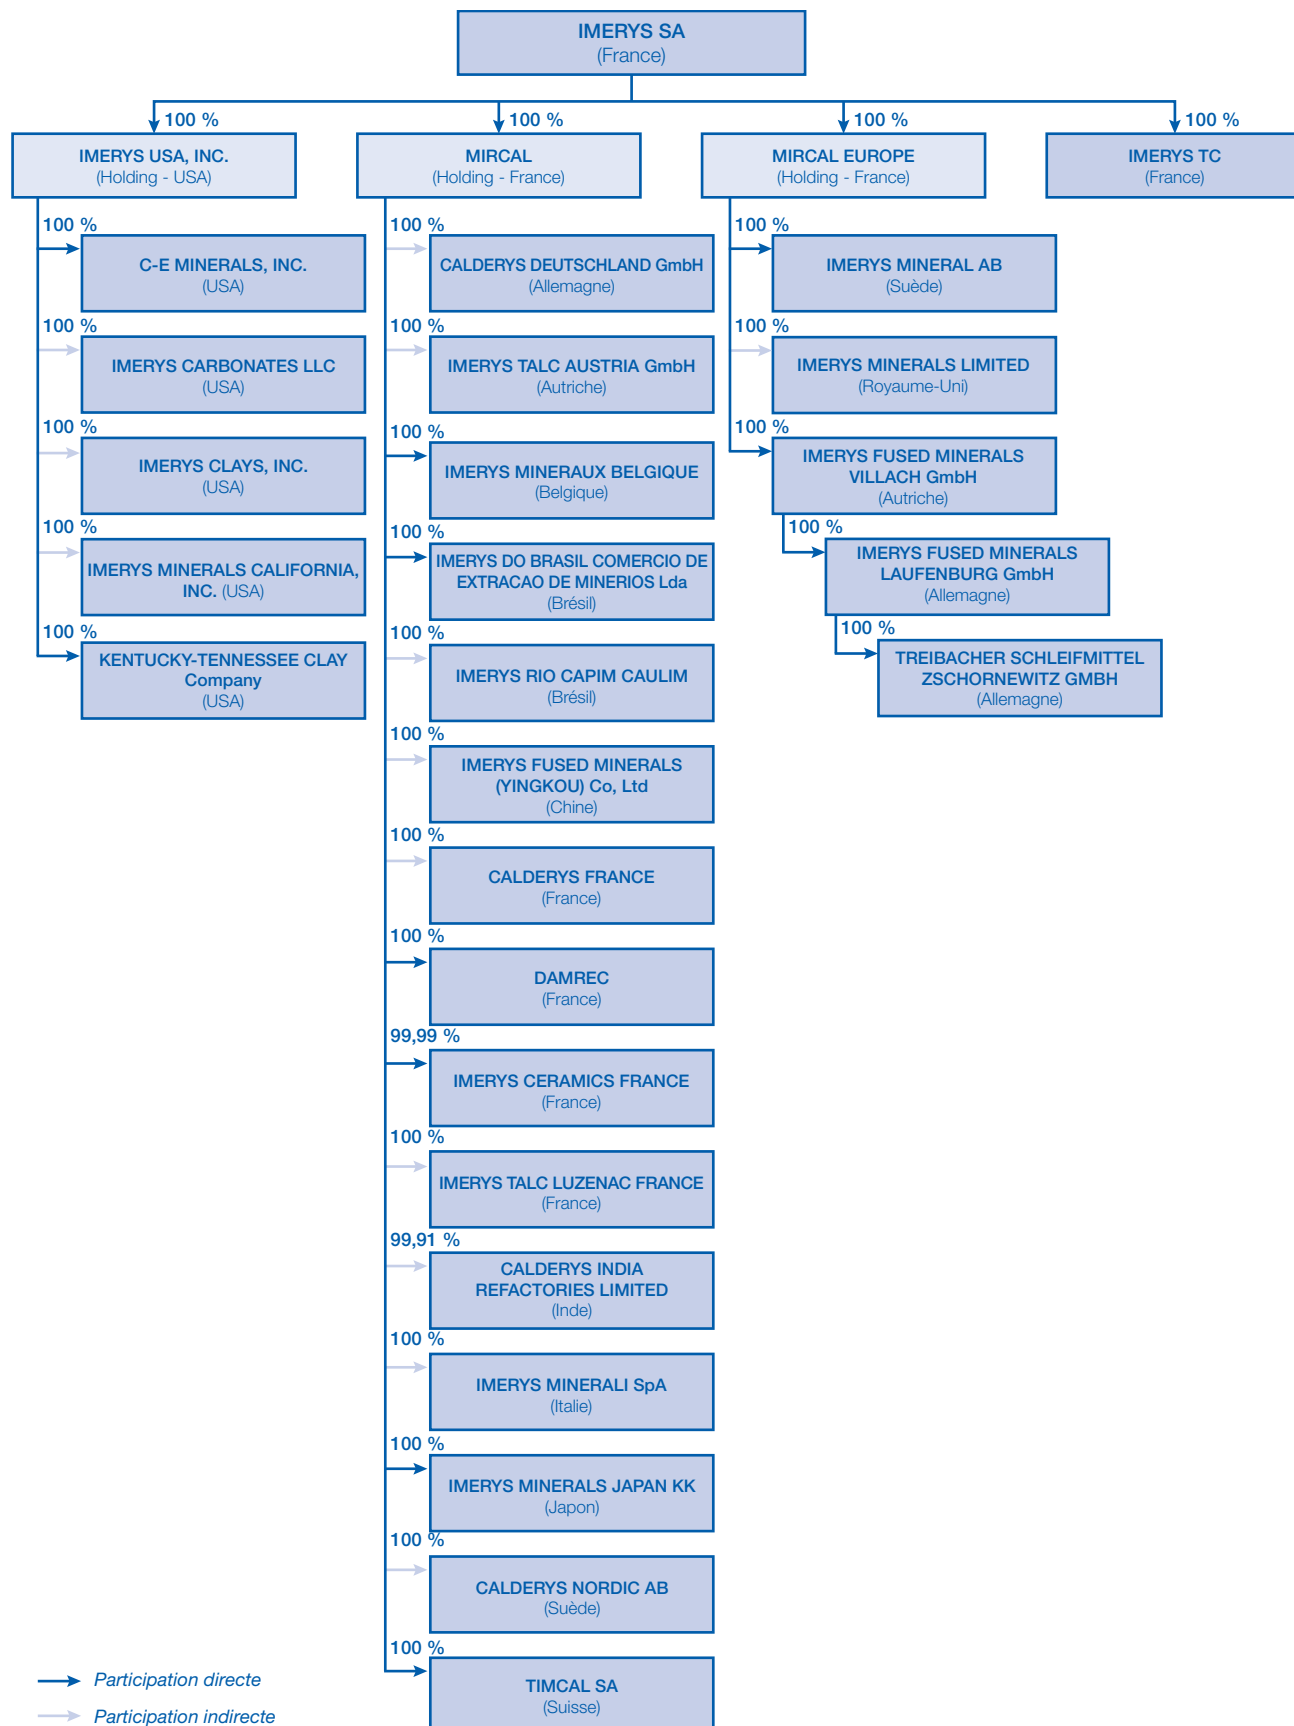 IMERYS SA
(France)
100 %
100 %
100 %
100 %
IMERYS USA, INC.
(Holding - USA)
MIRCAL
(Holding - France)
MIRCAL EUROPE
(Holding - France)
IMERYS TC
(France)
100 %
C-E MINERALS, INC.
(USA)
100 %
IMERYS CARBONATES LLC
(USA)
100 %
IMERYS CLAYS, INC.
(USA)
100 %
IMERYS MINERALS CALIFORNIA,
INC. (USA)
100 %
KENTUCKY-TENNESSEE CLAY
Company
(USA)
100 %
CALDERYS DEUTSCHLAND GmbH
(Allemagne)
100 %
IMERYS TALC AUSTRIA GmbH
(Autriche)
100 %
IMERYS MINERAUX BELGIQUE
(Belgique)
100 %
IMERYS DO BRASIL COMERCIO DE
EXTRACAO DE MINERIOS Lda
(Brésil)
100 %
IMERYS RIO CAPIM CAULIM
(Brésil)
100 %
IMERYS FUSED MINERALS
(YINGKOU) Co, Ltd
(Chine)
100 %
CALDERYS FRANCE
(France)
100 %
DAMREC
(France)
99,99 %
IMERYS CERAMICS FRANCE
(France)
100 %
IMERYS TALC LUZENAC FRANCE
(France)
99,91 %
CALDERYS INDIA
REFACTORIES LIMITED
(Inde)
100 %
IMERYS MINERALI SpA
(Italie)
100 %
IMERYS MINERALS JAPAN KK
(Japon)
100 %
CALDERYS NORDIC AB
(Suède)
100 %
TIMCAL SA
(Suisse)
100 %
IMERYS MINERAL AB
(Suède)
100 %
IMERYS MINERALS LIMITED
(Royaume-Uni)
100 %
IMERYS FUSED MINERALS
VILLACH GmbH
(Autriche)
100 %
IMERYS FUSED MINERALS
LAUFENBURG GmbH
(Allemagne)
100 %
TREIBACHER SCHLEIFMITTEL
ZSCHORNEWITZ GMBH
(Allemagne)
Participation directe
Participation indirecte